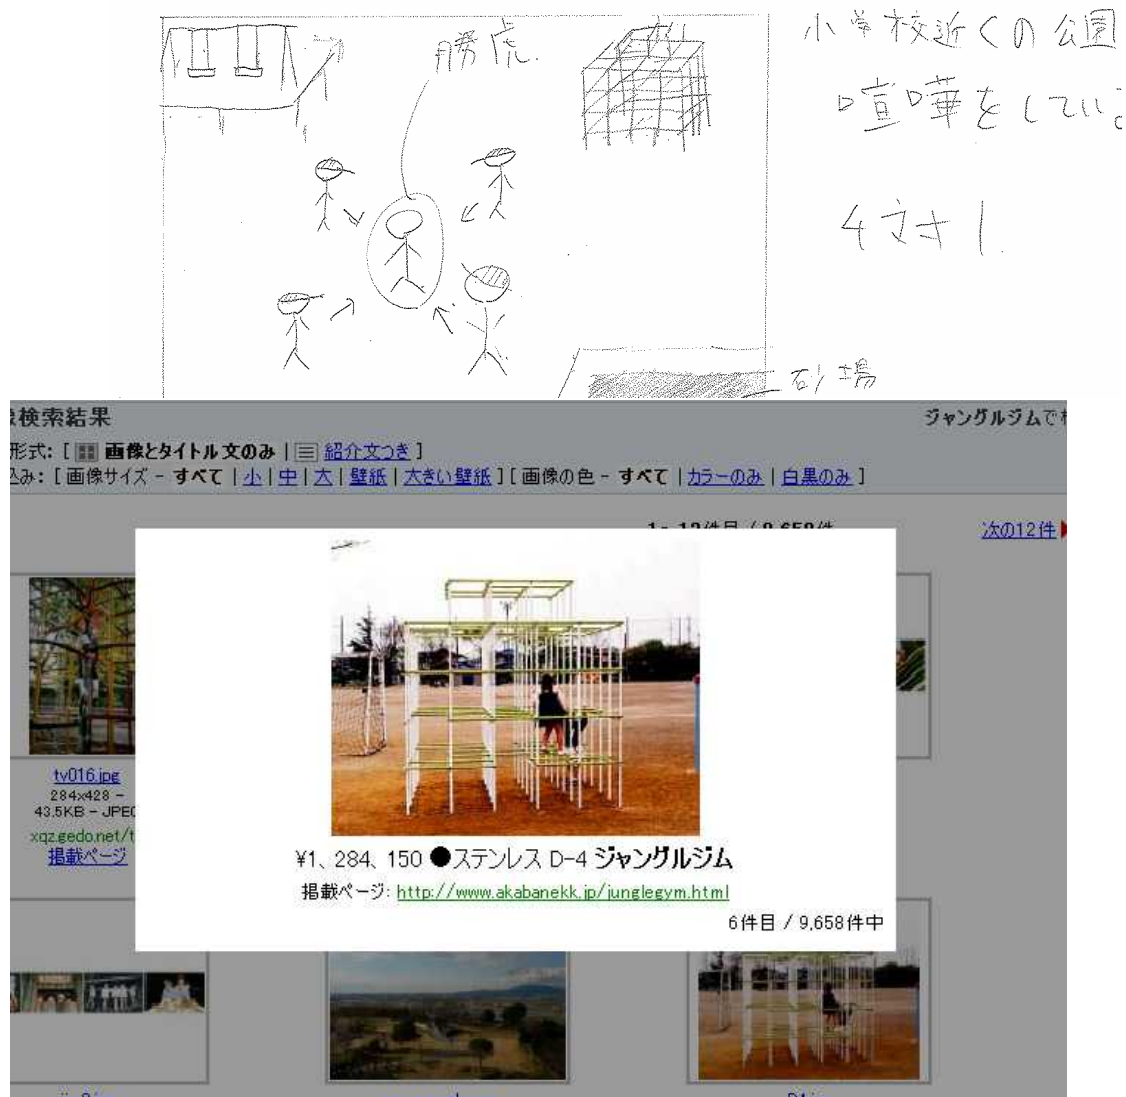 小学校近くの公園
勝虎.
喧嘩をしている
4対1.
砂場
検索結果
ジャングルジムで
形式: [ 画像とタイトル文のみ | 紹介文つき ]
込み: [ 画像サイズ - すべて | 小 | 中 | 大 | 壁紙 | 大きい壁紙 ] [ 画像の色 - すべて | カラーのみ | 白黒のみ ]
次の12件
tv016.jpg
284x428 -
43.5KB - JPEG
xqz.gedo.net/t
掲載ページ
¥1、284、150 ●ステンレス D-4 ジャングルジム
掲載ページ: http://www.akabanekk.jp/junglegym.html
6件目 / 9,658件中